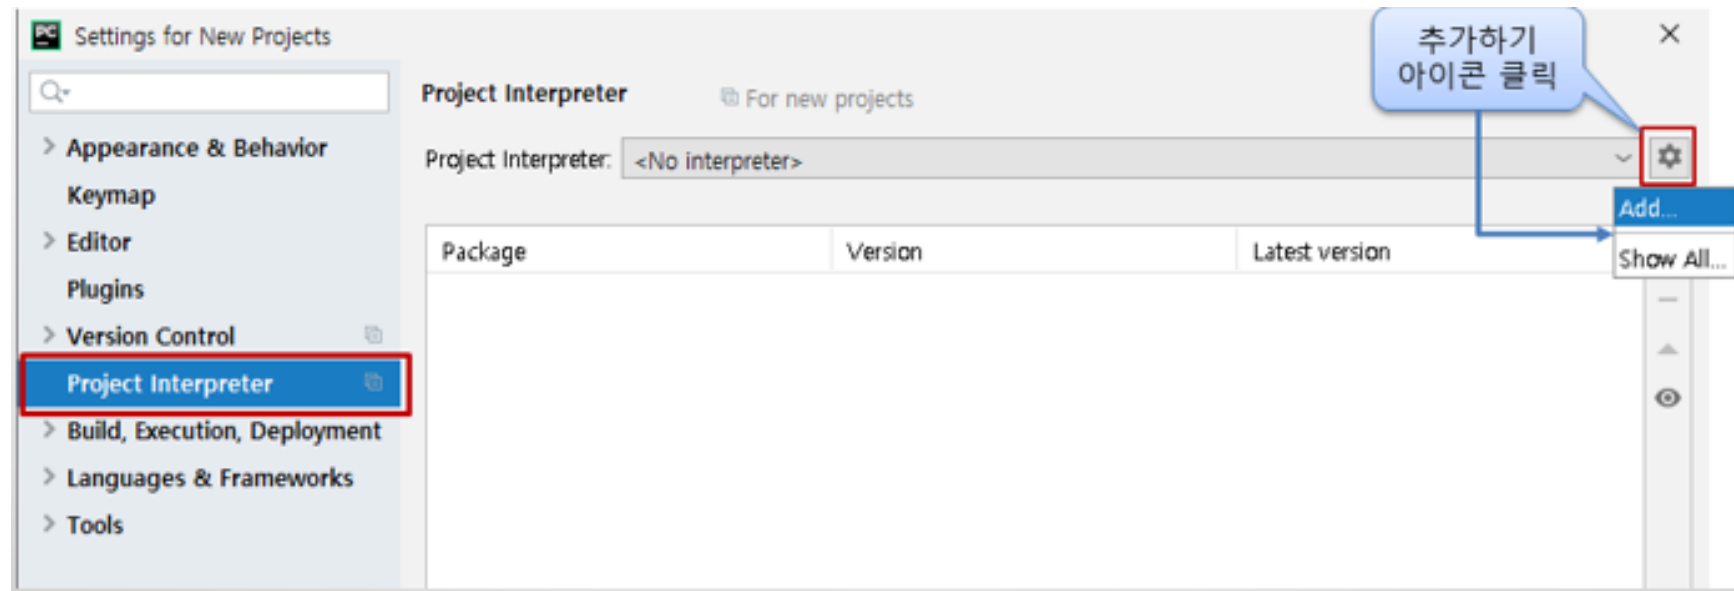 PC Settings for New Projects
추가하기
아이콘 클릭
Project Interpreter For new projects
Appearance & Behavior
Keymap
Editor
Plugins
Version Control
Project Interpreter
Build, Execution, Deployment
Languages & Frameworks
Tools
Project Interpreter: <No interpreter>
Add...
Show All...
Package Version Latest version